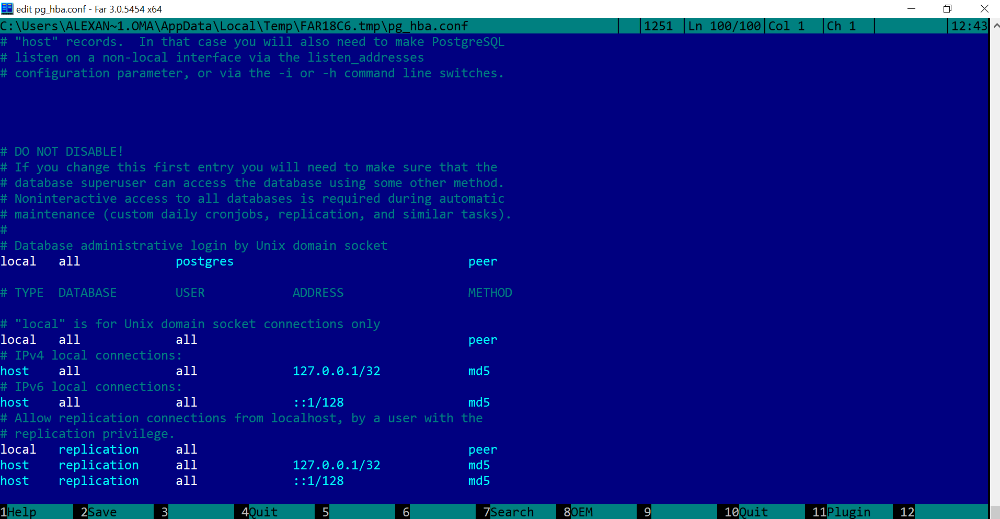 edit pg_hba.conf - Far 3.0.5454 x64
C:\Users\ALEXAN~1.OMA\AppData\Local\Temp\FAR18C6.tmp\pg_hba.conf 1251 Ln 100/100 Col 1 Ch 1 12:43
# "host" records.  In that case you will also need to make PostgreSQL
# listen on a non-local interface via the listen_addresses
# configuration parameter, or via the -i or -h command line switches.
# DO NOT DISABLE!
# If you change this first entry you will need to make sure that the
# database superuser can access the database using some other method.
# Noninteractive access to all databases is required during automatic
# maintenance (custom daily cronjobs, replication, and similar tasks).
#
# Database administrative login by Unix domain socket
local   all             postgres                                peer
# TYPE  DATABASE        USER            ADDRESS                 METHOD
# "local" is for Unix domain socket connections only
local   all             all                                     peer
# IPv4 local connections:
host    all             all             127.0.0.1/32            md5
# IPv6 local connections:
host    all             all             ::1/128                 md5
# Allow replication connections from localhost, by a user with the
# replication privilege.
local   replication     all                                     peer
host    replication     all             127.0.0.1/32            md5
host    replication     all             ::1/128                 md5
1Help 2Save 3 4Quit 5 6 7Search 8OEM 9 10Quit 11Plugin 12